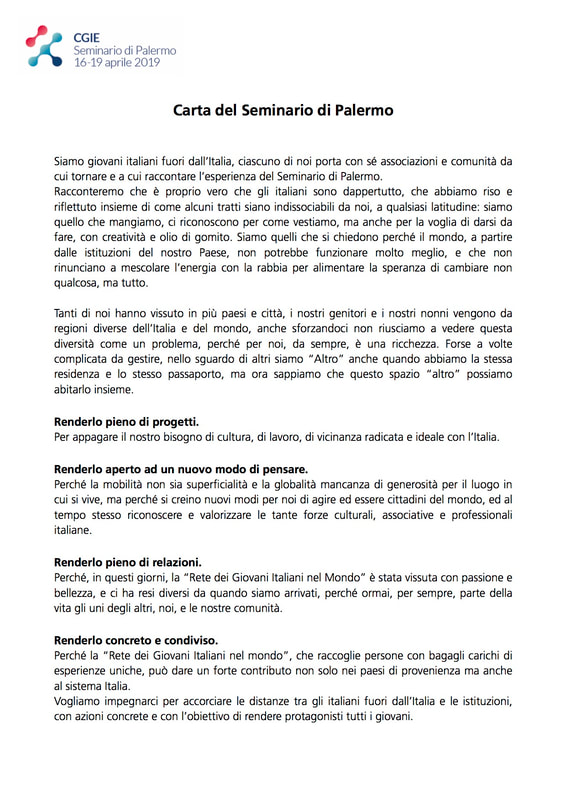 CGIE
Seminario di Palermo
16-19 aprile 2019
Carta del Seminario di Palermo
Siamo giovani italiani fuori dall'Italia, ciascuno di noi porta con sé associazioni e comunità da
cui tornare e a cui raccontare l'esperienza del Seminario di Palermo.
Racconteremo che è proprio vero che gli italiani sono dappertutto, che abbiamo riso e
riflettuto insieme di come alcuni tratti siano indissociabili da noi, a qualsiasi latitudine: siamo
quello che mangiamo, ci riconoscono per come vestiamo, ma anche per la voglia di darsi da
fare, con creatività e olio di gomito. Siamo quelli che si chiedono perché il mondo, a partire
dalle istituzioni del nostro Paese, non potrebbe funzionare molto meglio, e che non
rinunciano a mescolare l'energia con la rabbia per alimentare la speranza di cambiare non
qualcosa, ma tutto.
Tanti di noi hanno vissuto in più paesi e città, i nostri genitori e i nostri nonni vengono da
regioni diverse dell'Italia e del mondo, anche sforzandoci non riusciamo a vedere questa
diversità come un problema, perché per noi, da sempre, è una ricchezza. Forse a volte
complicata da gestire, nello sguardo di altri siamo "Altro" anche quando abbiamo la stessa
residenza e lo stesso passaporto, ma ora sappiamo che questo spazio "altro" possiamo
abitarlo insieme.
Renderlo pieno di progetti.
Per appagare il nostro bisogno di cultura, di lavoro, di vicinanza radicata e ideale con l'Italia.
Renderlo aperto ad un nuovo modo di pensare.
Perché la mobilità non sia superficialità e la globalità mancanza di generosità per il luogo in
cui si vive, ma perché si creino nuovi modi per noi di agire ed essere cittadini del mondo, ed al
tempo stesso riconoscere e valorizzare le tante forze culturali, associative e professionali
italiane.
Renderlo pieno di relazioni.
Perché, in questi giorni, la "Rete dei Giovani Italiani nel Mondo" è stata vissuta con passione e
bellezza, e ci ha resi diversi da quando siamo arrivati, perché ormai, per sempre, parte della
vita gli uni degli altri, noi, e le nostre comunità.
Renderlo concreto e condiviso.
Perché la "Rete dei Giovani Italiani nel mondo", che raccoglie persone con bagagli carichi di
esperienze uniche, può dare un forte contributo non solo nei paesi di provenienza ma anche
al sistema Italia.
Vogliamo impegnarci per accorciare le distanze tra gli italiani fuori dall'Italia e le istituzioni,
con azioni concrete e con l'obiettivo di rendere protagonisti tutti i giovani.